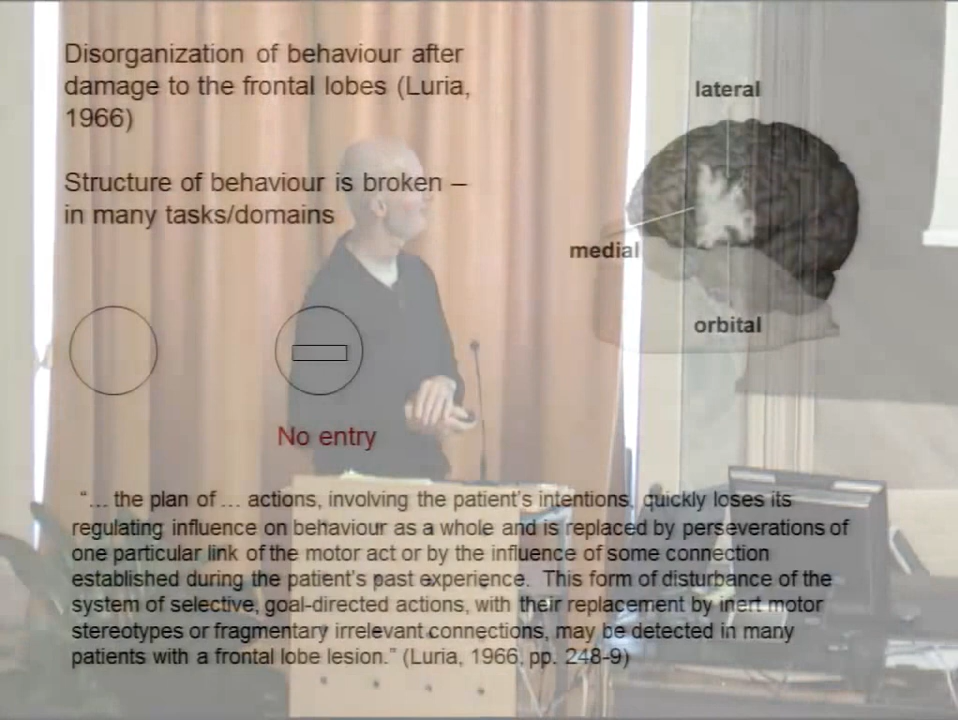 Disorganization of behaviour after
damage to the frontal lobes (Luria,
1966)
Structure of behaviour is broken –
in many tasks/domains
lateral
medial
orbital
No entry
“… the plan of … actions, involving the patient’s intentions, quickly loses its
regulating influence on behaviour as a whole and is replaced by perseverations of
one particular link of the motor act or by the influence of some connection
established during the patient’s past experience. This form of disturbance of the
system of selective, goal-directed actions, with their replacement by inert motor
stereotypes or fragmentary irrelevant connections, may be detected in many
patients with a frontal lobe lesion.” (Luria, 1966, pp. 248-9)